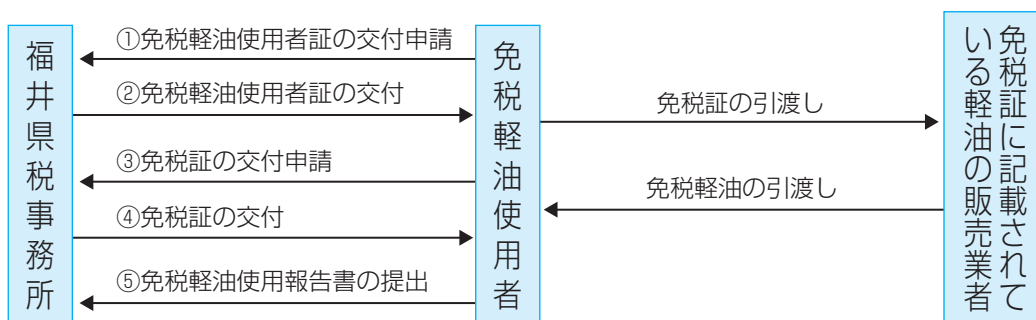 福井県税事務所
①免税軽油使用者証の交付申請
②免税軽油使用者証の交付
③免税証の交付申請
④免税証の交付
⑤免税軽油使用報告書の提出
免税軽油使用者
免税証の引渡し
免税軽油の引渡し
免税証に記載されて
いる軽油の販売業者